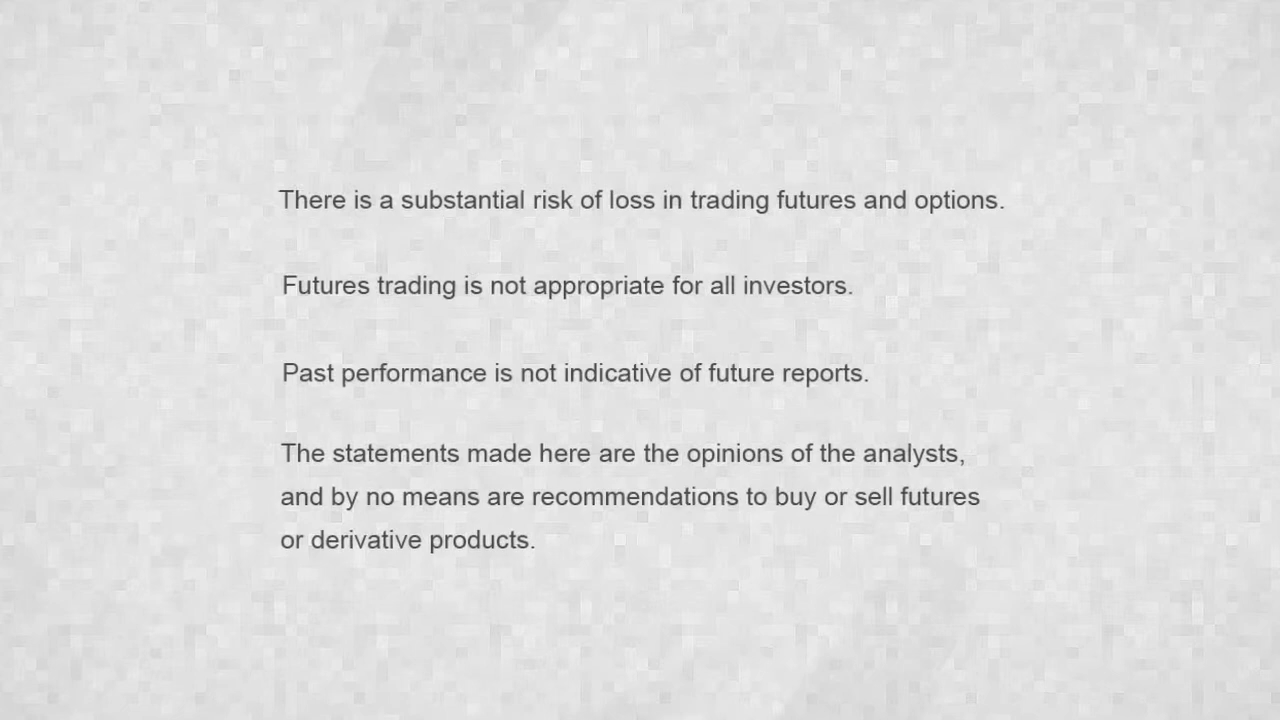 There is a substantial risk of loss in trading futures and options.
Futures trading is not appropriate for all investors.
Past performance is not indicative of future reports.
The statements made here are the opinions of the analysts,
and by no means are recommendations to buy or sell futures
or derivative products.